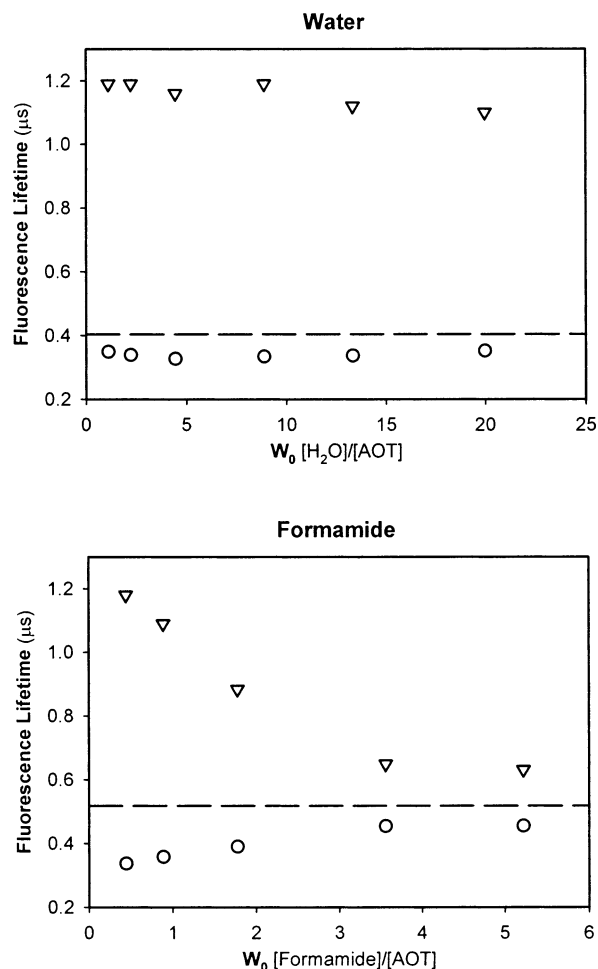 Water
Fluorescence Lifetime (μs)
1.2
1.0
0.8
0.6
0.4
0.2
0 5 10 15 20 25
W₀ [H₂O]/[AOT]
Formamide
Fluorescence Lifetime (μs)
1.2
1.0
0.8
0.6
0.4
0.2
0 1 2 3 4 5 6
W₀ [Formamide]/[AOT]